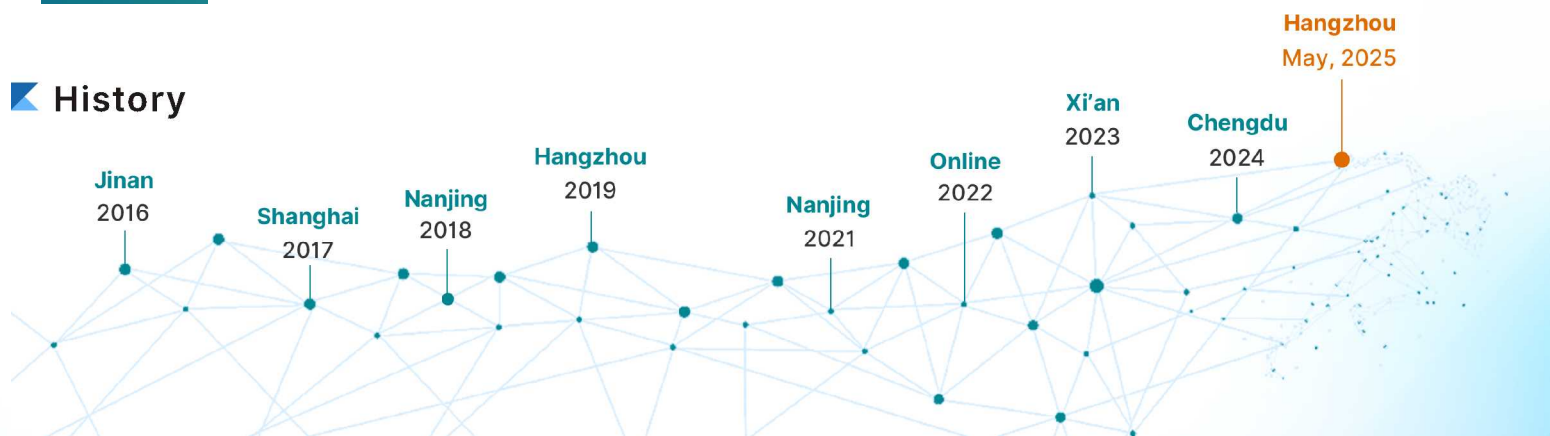 History
Jinan
2016
Shanghai
2017
Nanjing
2018
Hangzhou
2019
Nanjing
2021
Online
2022
Xi’an
2023
Chengdu
2024
Hangzhou
May, 2025